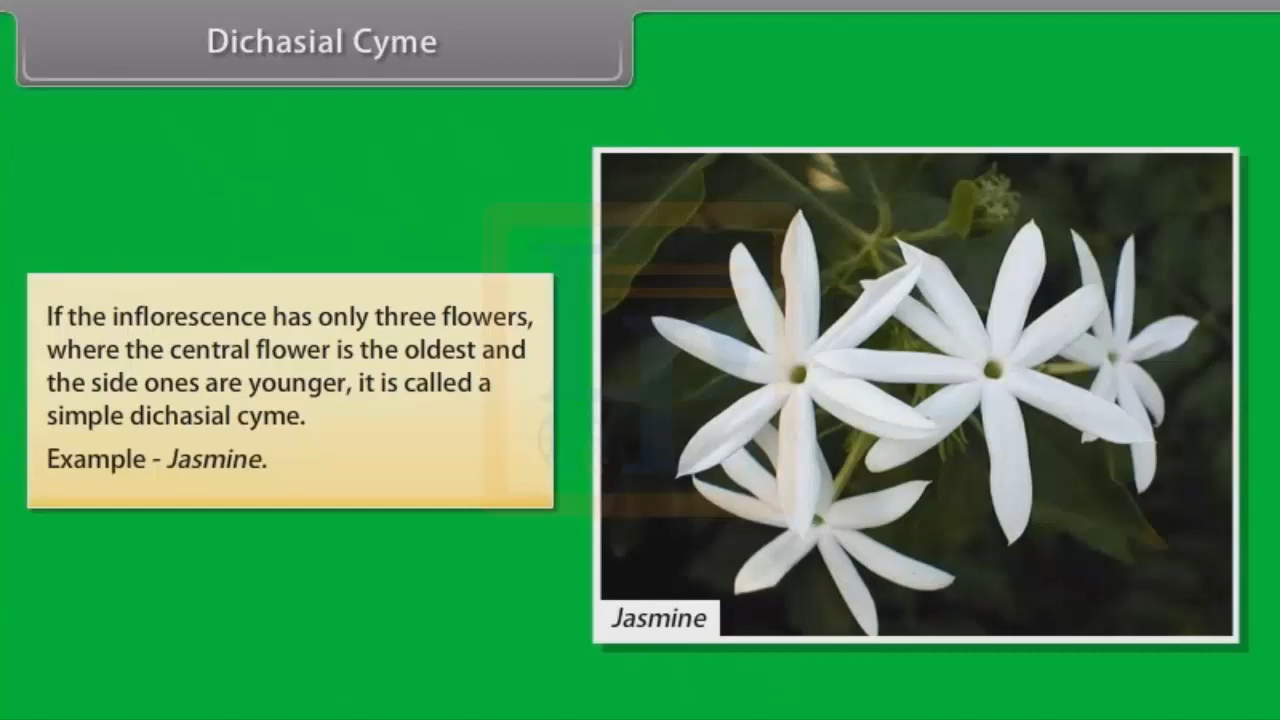 Dichasial Cyme
If the inflorescence has only three flowers,
where the central flower is the oldest and
the side ones are younger, it is called a
simple dichasial cyme.
Example - Jasmine.
Jasmine